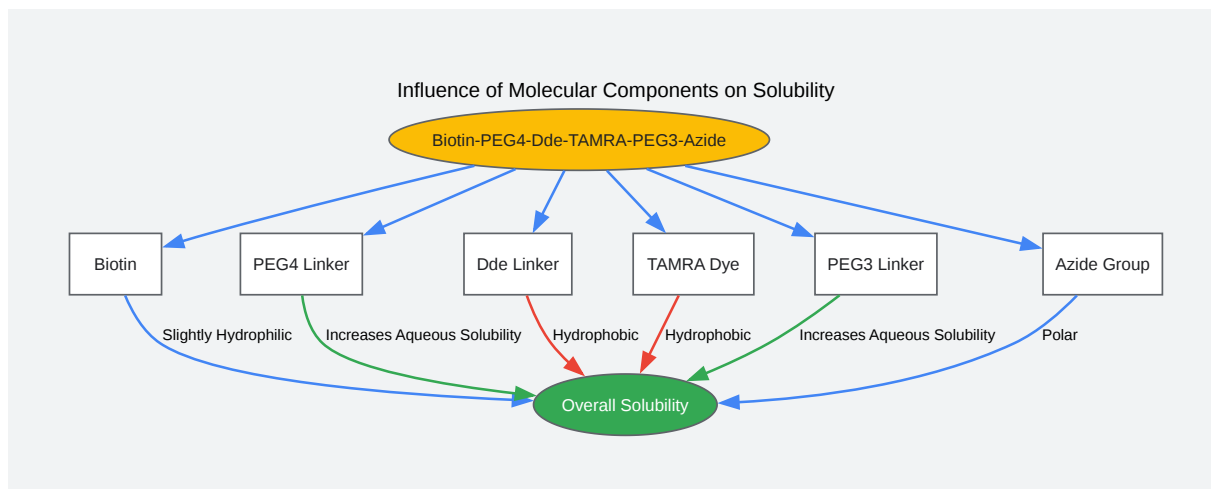 Influence of Molecular Components on Solubility
Biotin-PEG4-Dde-TAMRA-PEG3-Azide
Biotin
PEG4 Linker
Dde Linker
TAMRA Dye
PEG3 Linker
Azide Group
Slightly Hydrophilic
Increases Aqueous Solubility
Hydrophobic
Hydrophobic
Increases Aqueous Solubility
Polar
Overall Solubility